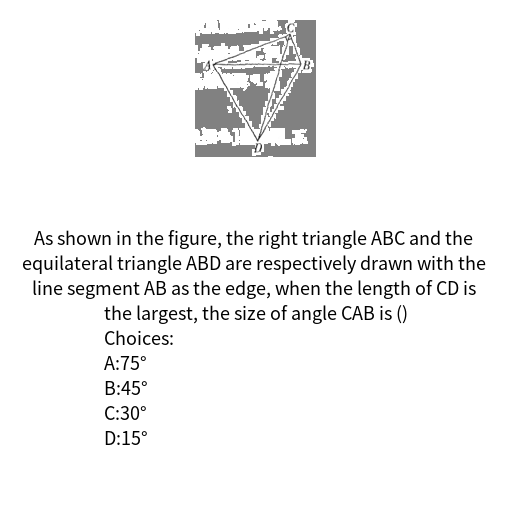 C
A
B
D
As shown in the figure, the right triangle ABC and the
equilateral triangle ABD are respectively drawn with the
line segment AB as the edge, when the length of CD is
the largest, the size of angle CAB is ()
Choices:
A:75°
B:45°
C:30°
D:15°